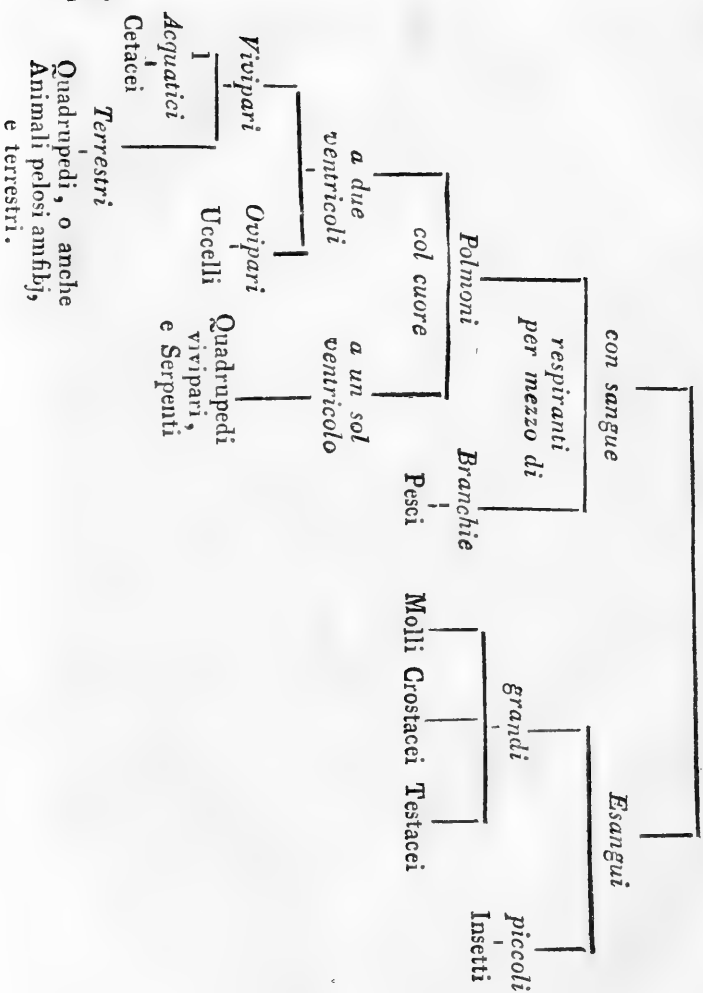 con sangue
Esangui
respiranti
per mezzo di
Polmoni
Branchie
Pesci
col cuore
a due
ventricoli
a un sol
ventricolo
Vivipari
Ovipari
Uccelli
Quadrupedi
vivipari,
e Serpenti
Acquatici
Cetacei
Terrestri
Quadrupedi, o anche
Animali pelosi amfibj,
e terrestri.
grandi
Molli Crostacei Testacei
piccoli
Insetti